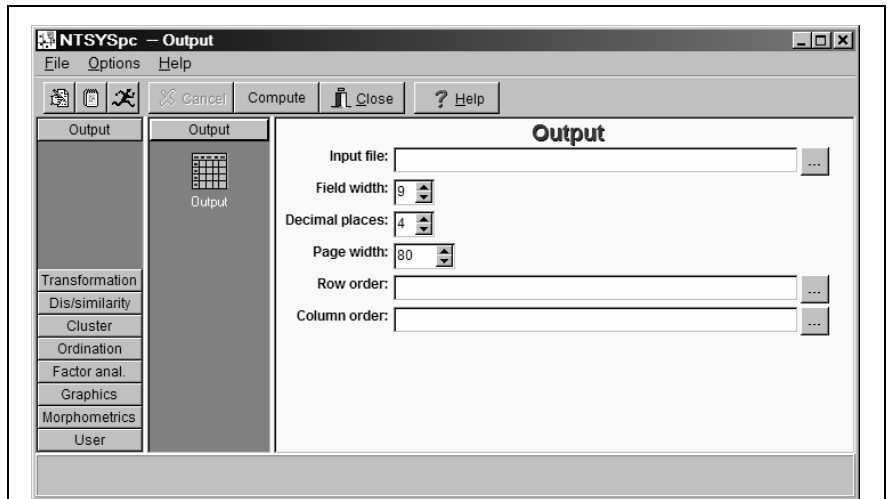 NTSYSpc – Output
File Options Help
Cancel Compute Close ? Help
Output
Transformation
Dis/similarity
Cluster
Ordination
Factor anal.
Graphics
Morphometrics
User
Output
Output
Output
Input file: ...
Field width: 9
Decimal places: 4
Page width: 80
Row order: ...
Column order: ...